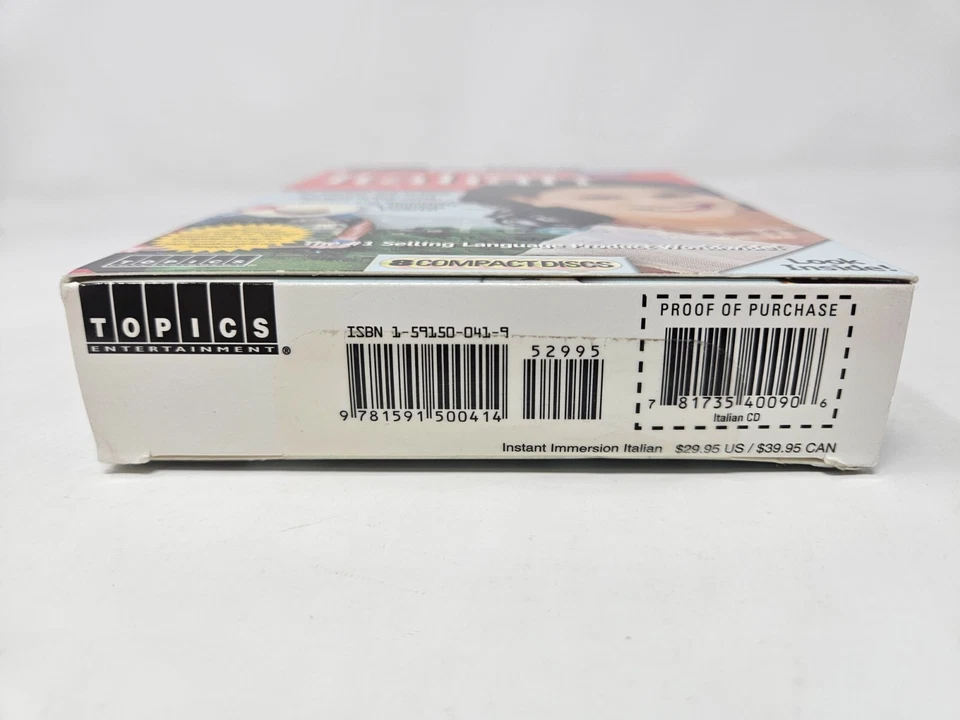 Italian
The #1 Selling Language Product Worldwide!
8 COMPACT DISCS
Look
Inside!
TOPICS
TOPICS
ENTERTAINMENT®
ISBN 1-59150-041-9
52995
9 781591 500414
PROOF OF PURCHASE
7 81735 40090 6
Italian CD
Instant Immersion Italian $29.95 US / $39.95 CAN